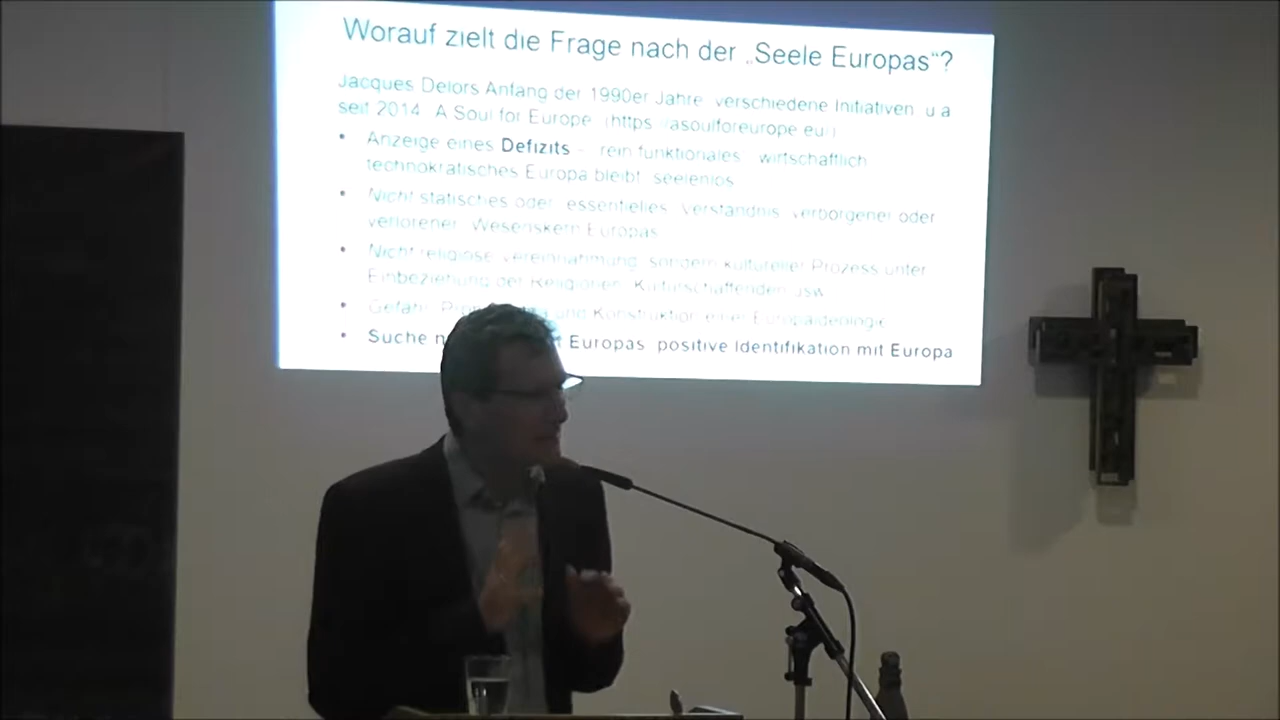 Worauf zielt die Frage nach der „Seele Europas“?
Jacques Delors Anfang der 1990er Jahre, verschiedene Initiativen, u.a.
seit 2014 A Soul for Europe (https://asoulforeurope.eu/)
• Anzeige eines Defizits – rein funktionales, wirtschaftlich
technokratisches Europa bleibt seelenlos
• Nicht statisches oder essentielles Verständnis verborgener oder
verlorener Wesenskern Europas
• Nicht religiöse Vereinnahmung, sondern kultureller Prozess unter
Einbeziehung der Religionen, Kulturschaffenden usw.
• Gefahr: und Konstruktion einer Europaideologie
• Suche Europas, positive Identifikation mit Europa